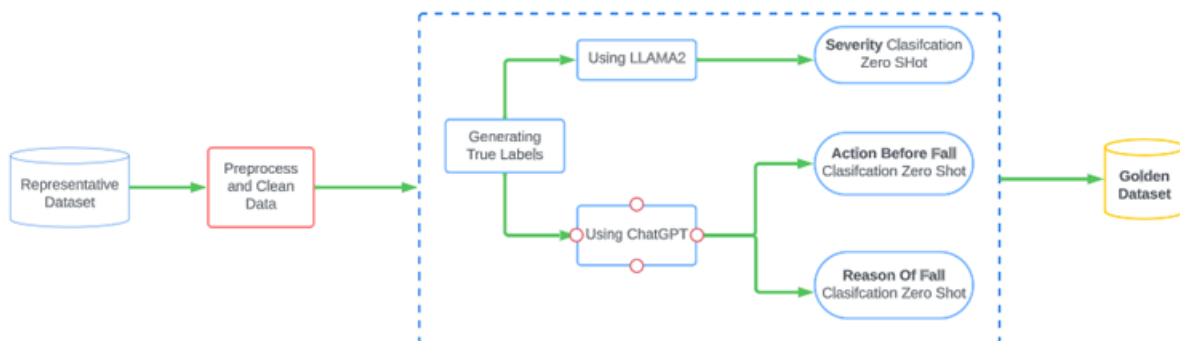 Representative
Dataset
Preprocess
and Clean
Data
Generating
True Labels
Using LLAMA2
Using ChatGPT
Severity Clasifcation
Zero SHot
Action Before Fall
Clasifcation Zero Shot
Reason Of Fall
Clasifcation Zero Shot
Golden
Dataset